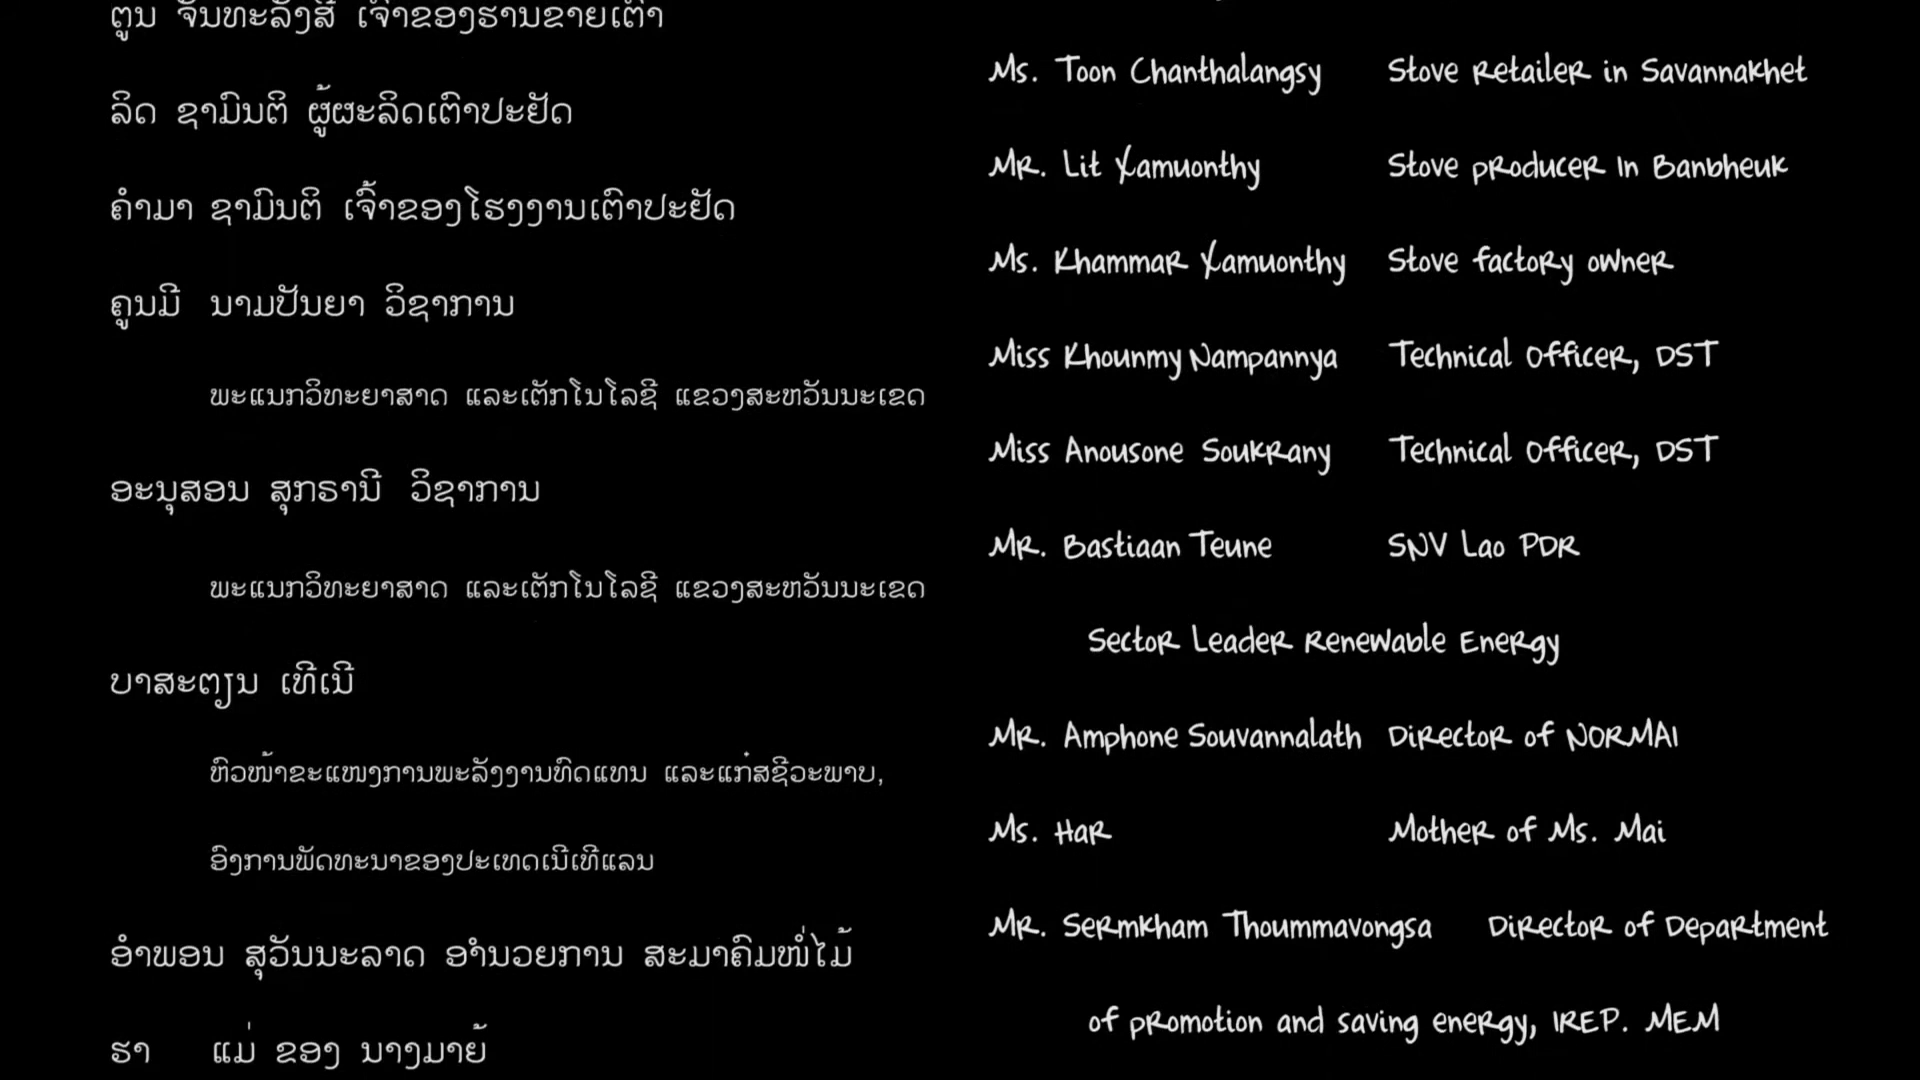 ຕູນ ຈັນທະລັງສີ ເຈົ້າຂອງຮ້ານຂາຍເຕົາ
ລິດ ຊາມົນຕິ ຜູ້ຜະລິດເຕົາປະຢັດ
ຄຳມາ ຊາມົນຕິ ເຈົ້າຂອງໂຮງງານເຕົາປະຢັດ
ຄູນມີ ນາມປັນຍາ ວິຊາການ
ພະແນກວິທະຍາສາດ ແລະເຕັກໂນໂລຊີ ແຂວງສະຫວັນນະເຂດ
ອະນຸສອນ ສຸກຣານີ ວິຊາການ
ພະແນກວິທະຍາສາດ ແລະເຕັກໂນໂລຊີ ແຂວງສະຫວັນນະເຂດ
ບາສະຕຽນ ເທີເນີ
ຫົວໜ້າຂະແໜງການພະລັງງານທົດແທນ ແລະແກ໋ສຊີວະພາບ,
ອົງການພັດທະນາຂອງປະເທດເນີເທີແລນ
ອຳພອນ ສຸວັນນະລາດ ອຳນວຍການ ສະມາຄົມໜໍ່ໄມ້
ຮາ ແມ່ ຂອງ ນາງມາຍ້
Ms. Toon Chanthalangsy Stove retailer in Savannakhet
Mr. Lit Xamuonthy Stove producer in Banbheuk
Ms. Khammar Xamuonthy Stove factory owner
Miss Khounmy Nampannya Technical Officer, DST
Miss Anousone Soukrany Technical Officer, DST
Mr. Bastiaan Teune SNV Lao PDR
Sector Leader Renewable Energy
Mr. Amphone Souvannalath Director of NORMAI
Ms. Har Mother of Ms. Mai
Mr. Sermkham Thoummavongsa Director of Department
of promotion and saving energy, IREP. MEM